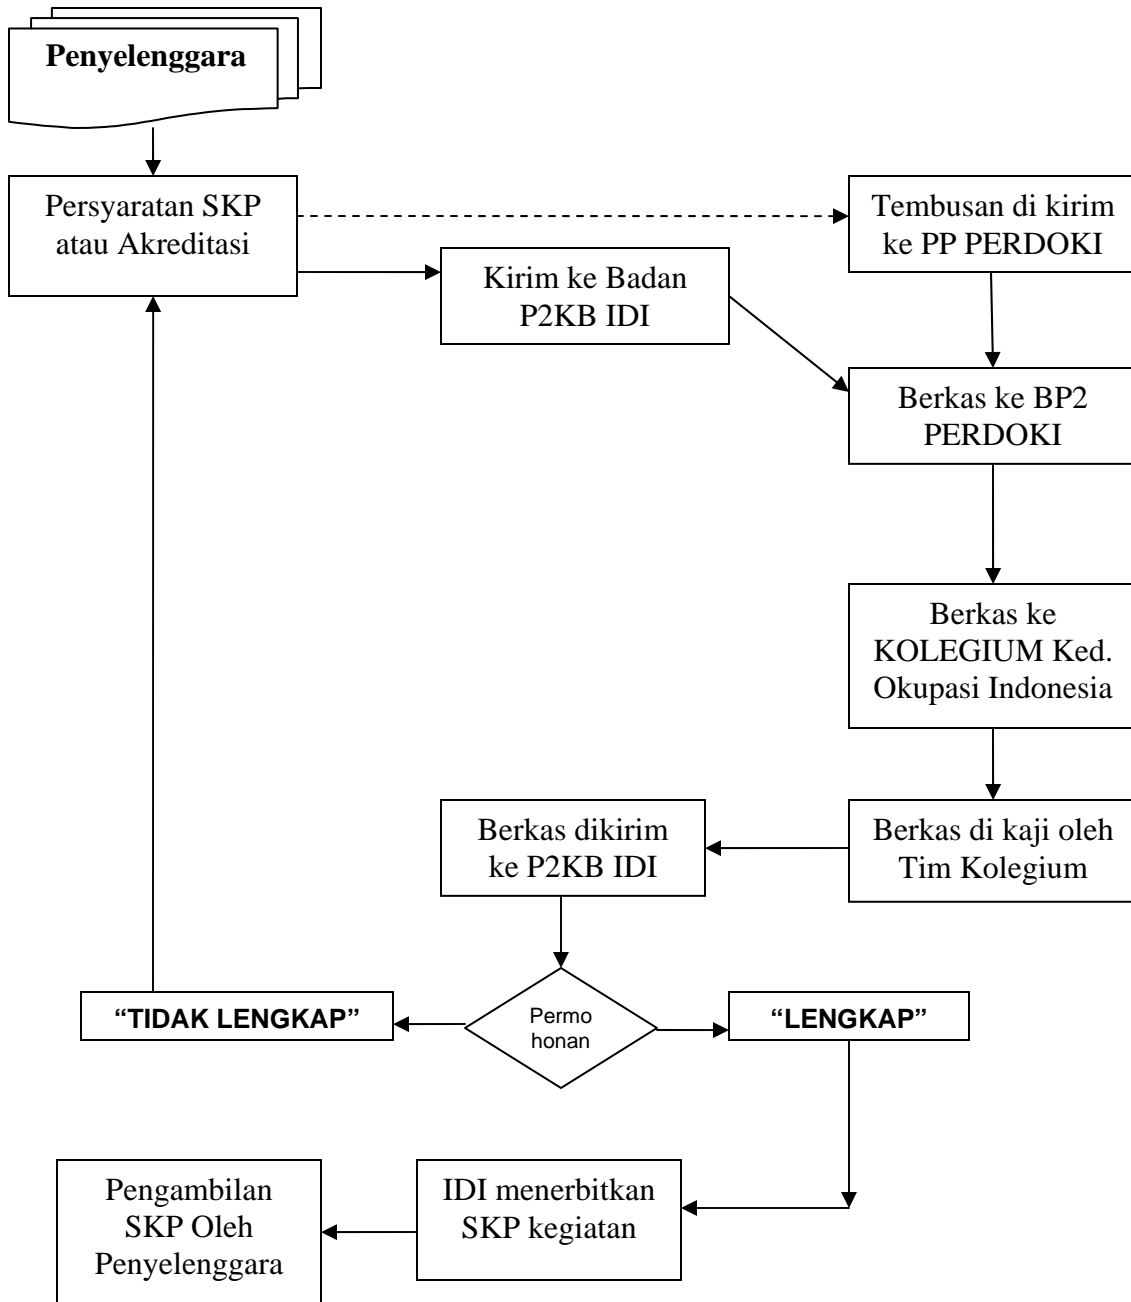 Penyelenggara
Persyaratan SKP
atau Akreditasi
Tembusan di kirim
ke PP PERDOKI
Kirim ke Badan
P2KB IDI
Berkas ke BP2
PERDOKI
Berkas ke
KOLEGIUM Ked.
Okupasi Indonesia
Berkas di kaji oleh
Tim Kolegium
Berkas dikirim
ke P2KB IDI
Permo
honan
“TIDAK LENGKAP”
“LENGKAP”
IDI menerbitkan
SKP kegiatan
Pengambilan
SKP Oleh
Penyelenggara